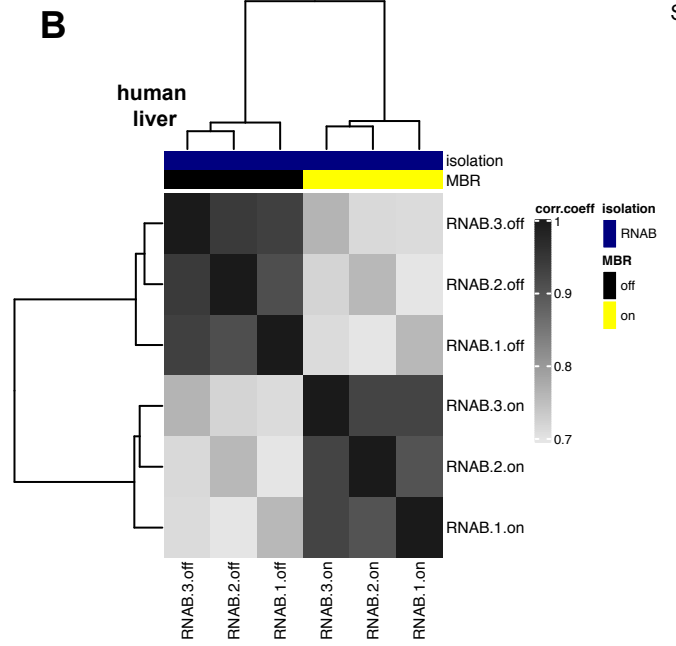 B
S
human
liver
isolation
MBR
corr.coeff
1
0.9
0.8
0.7
isolation
RNAB
MBR
off
on
RNAB.3.off
RNAB.2.off
RNAB.1.off
RNAB.3.on
RNAB.2.on
RNAB.1.on
RNAB.3.off
RNAB.2.off
RNAB.1.off
RNAB.3.on
RNAB.2.on
RNAB.1.on